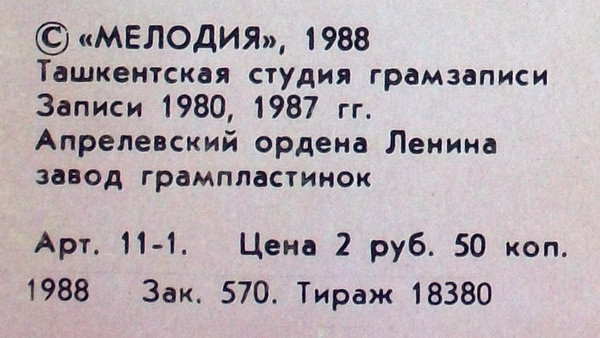 © «МЕЛОДИЯ», 1988
Ташкентская студия грамзаписи
Записи 1980, 1987 гг.
Апрелевский ордена Ленина
завод грампластинок
Арт. 11-1. Цена 2 руб. 50 коп.
1988 Зак. 570. Тираж 18380